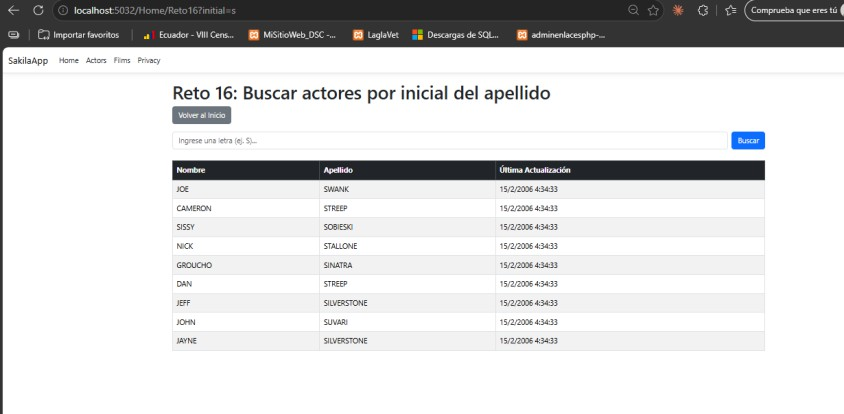 localhost:5032/Home/Reto16?initial=s
Comprueba que eres tú
Importar favoritos
Ecuador - VIII Cens...
MiSitioWeb_DSC -...
LaglaVet
Descargas de SQL...
adminenlacesphp-...
SakilaApp Home Actors Films Privacy
Reto 16: Buscar actores por inicial del apellido
Volver al Inicio
Ingrese una letra (ej. S)... Buscar
Nombre Apellido Última Actualización
JOE SWANK 15/2/2006 4:34:33
CAMERON STREEP 15/2/2006 4:34:33
SISSY SOBIESKI 15/2/2006 4:34:33
NICK STALLONE 15/2/2006 4:34:33
GROUCHO SINATRA 15/2/2006 4:34:33
DAN STREEP 15/2/2006 4:34:33
JEFF SILVERSTONE 15/2/2006 4:34:33
JOHN SUVARI 15/2/2006 4:34:33
JAYNE SILVERSTONE 15/2/2006 4:34:33